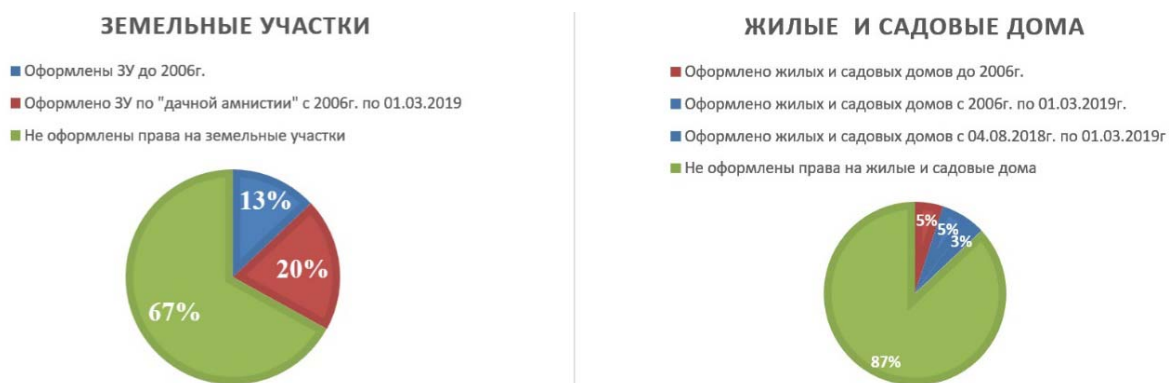 ЗЕМЕЛЬНЫЕ УЧАСТКИ
Оформлены ЗУ до 2006г.
Оформлено ЗУ по "дачной амнистии" с 2006г. по 01.03.2019
Не оформлены права на земельные участки
13%
20%
67%
ЖИЛЫЕ И САДОВЫЕ ДОМА
Оформлено жилых и садовых домов до 2006г.
Оформлено жилых и садовых домов с 2006г. по 01.03.2019г.
Оформлено жилых и садовых домов с 04.08.2018г. по 01.03.2019г
Не оформлены права на жилые и садовые дома
5%
5%
3%
87%